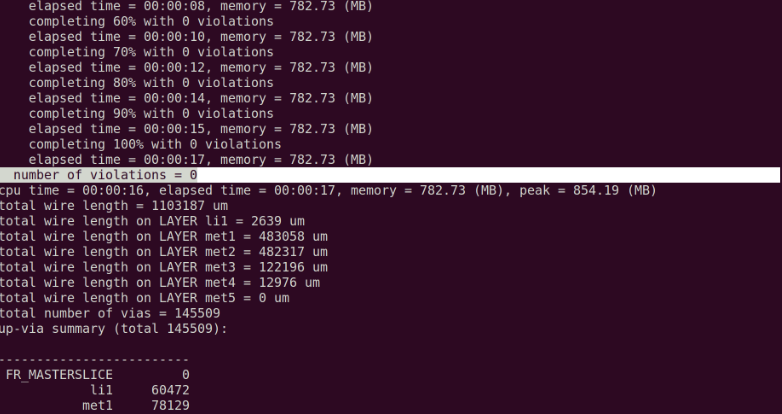 elapsed time = 00:00:08, memory = 782.73 (MB)
completing 60% with 0 violations
elapsed time = 00:00:10, memory = 782.73 (MB)
completing 70% with 0 violations
elapsed time = 00:00:12, memory = 782.73 (MB)
completing 80% with 0 violations
elapsed time = 00:00:14, memory = 782.73 (MB)
completing 90% with 0 violations
elapsed time = 00:00:15, memory = 782.73 (MB)
completing 100% with 0 violations
elapsed time = 00:00:17, memory = 782.73 (MB)
number of violations = 0
cpu time = 00:00:16, elapsed time = 00:00:17, memory = 782.73 (MB), peak = 854.19 (MB)
total wire length = 1103187 um
total wire length on LAYER li1 = 2639 um
total wire length on LAYER met1 = 483058 um
total wire length on LAYER met2 = 482317 um
total wire length on LAYER met3 = 122196 um
total wire length on LAYER met4 = 12976 um
total wire length on LAYER met5 = 0 um
total number of vias = 145509
up-via summary (total 145509):
-------------------------
FR_MASTERSLICE 0
li1 60472
met1 78129